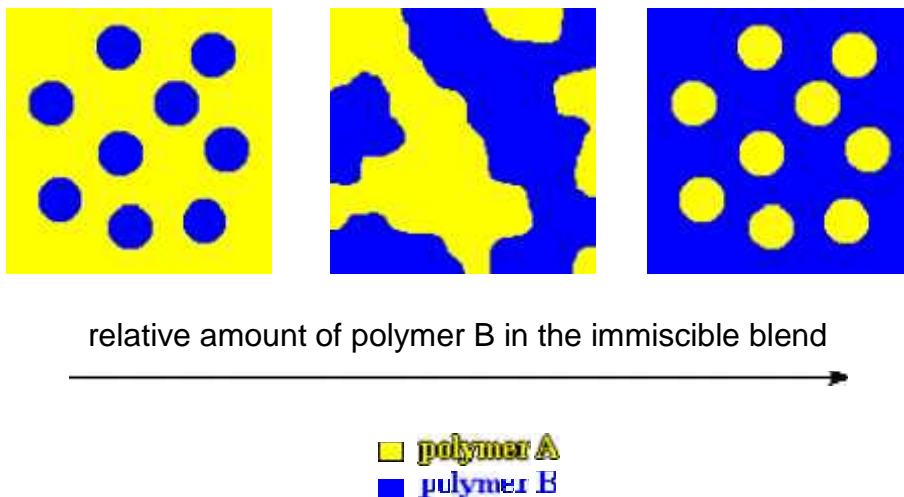 relative amount of polymer B in the immiscible blend
polymer A
polymer B